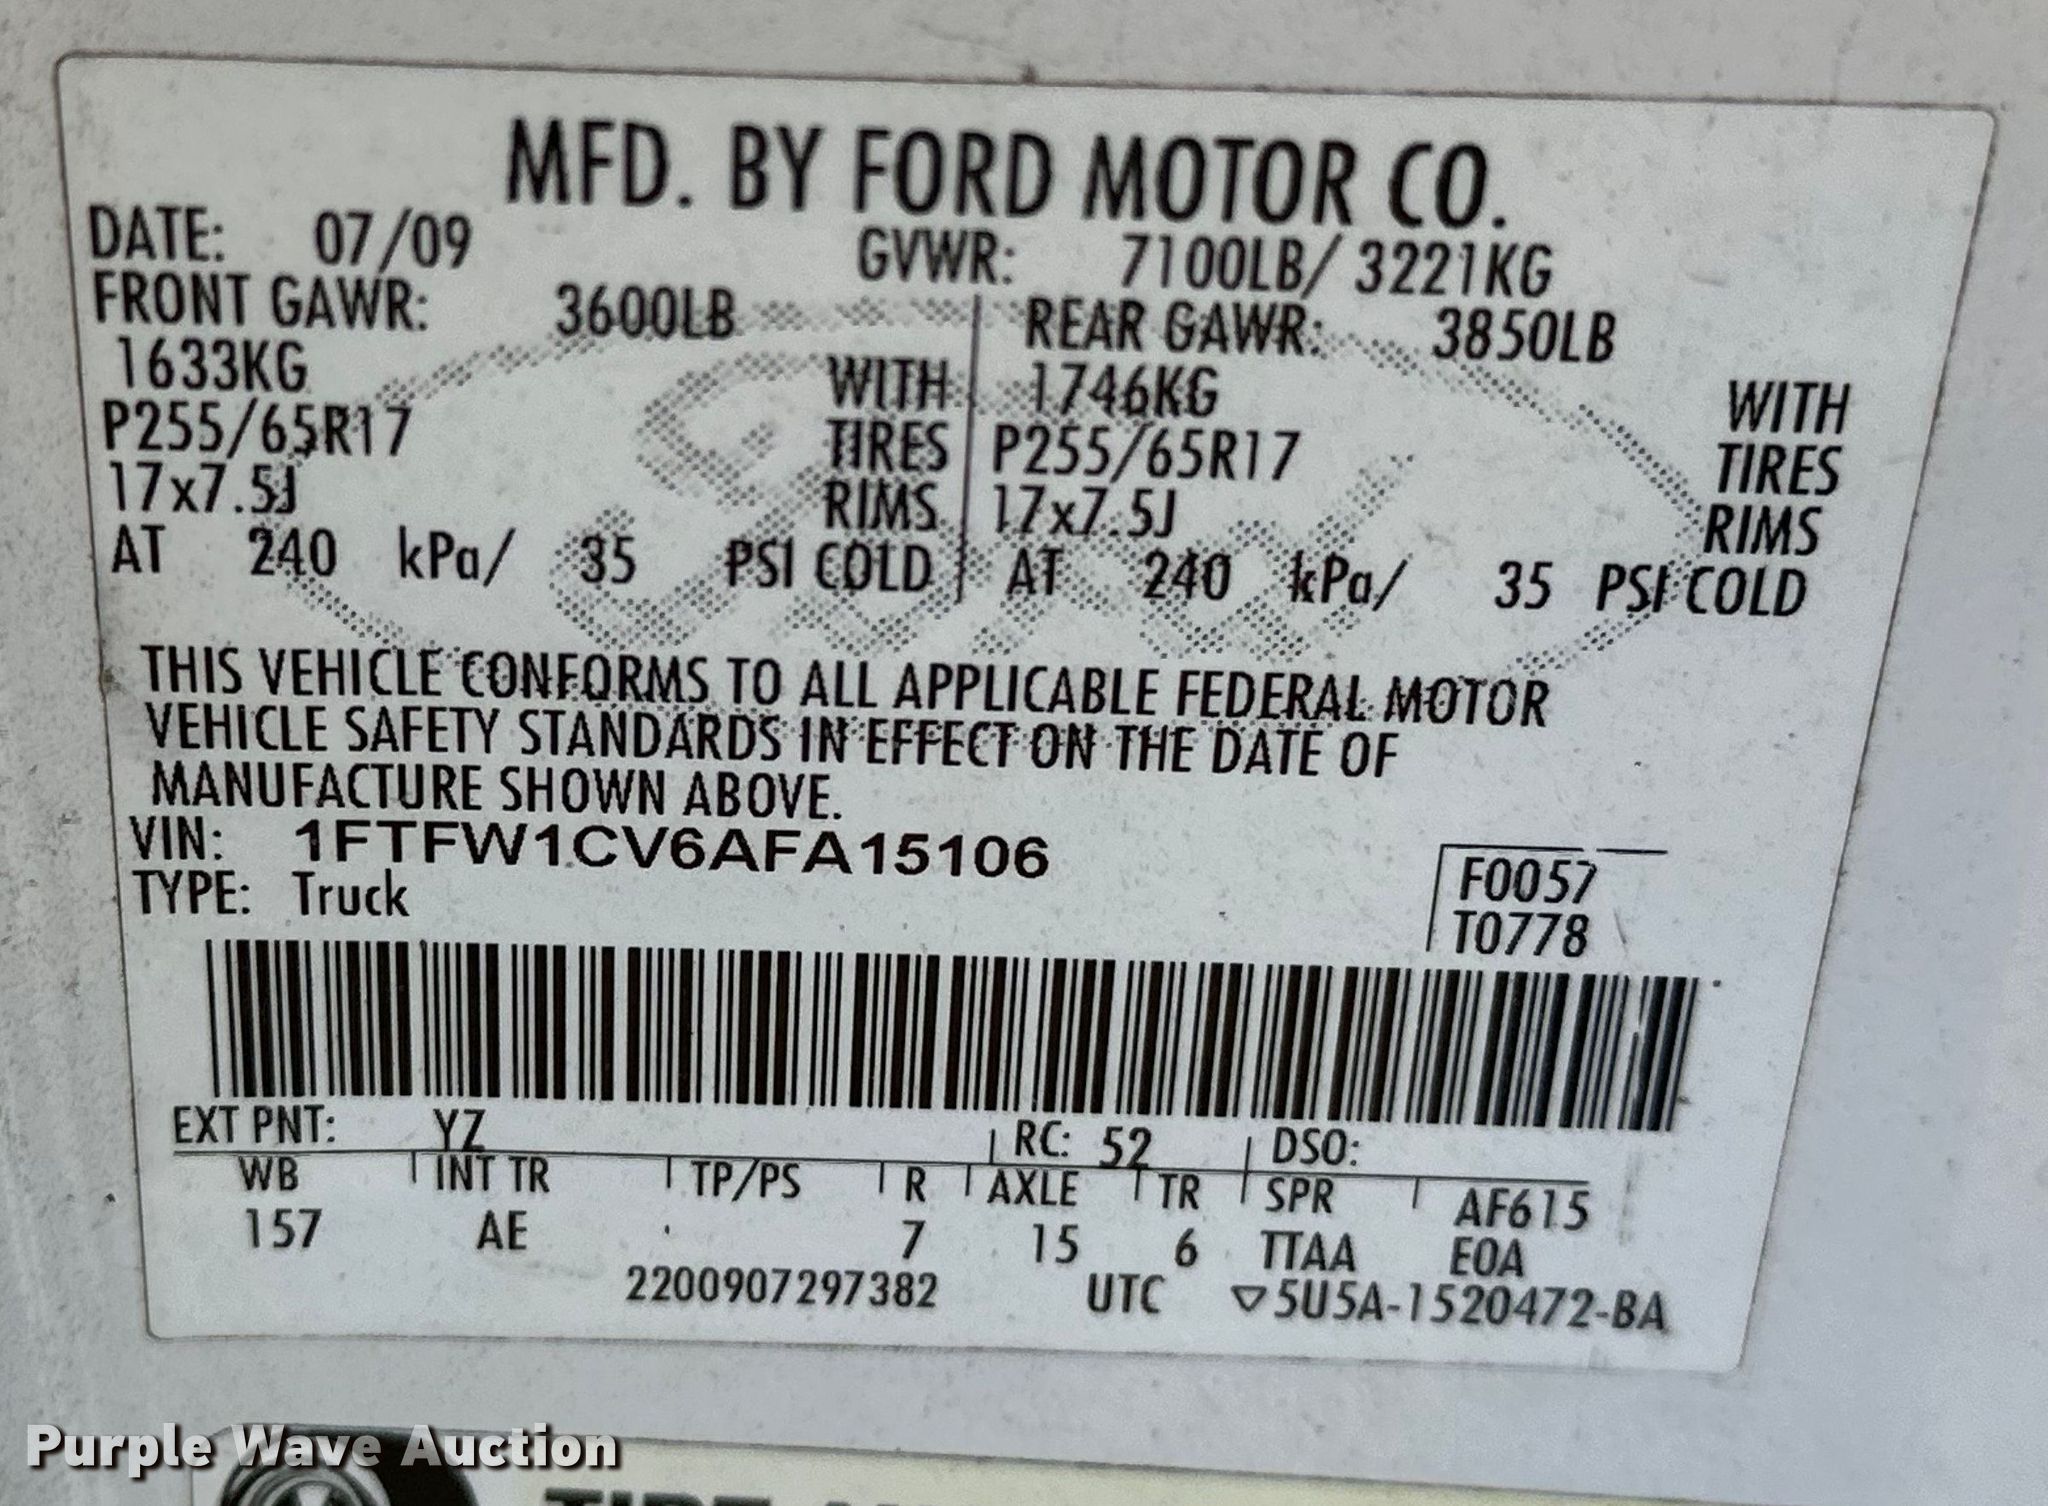 MFD. BY FORD MOTOR CO.
DATE: 07/09 GVWR: 7100LB/ 3221KG
FRONT GAWR: 3600LB REAR GAWR: 3850LB
1633KG WITH 1746KG WITH
P255/65R17 TIRES P255/65R17 TIRES
17x7.5J RIMS 17x7.5J RIMS
AT 240 kPa/ 35 PSI COLD AT 240 kPa/ 35 PSI COLD
THIS VEHICLE CONFORMS TO ALL APPLICABLE FEDERAL MOTOR
VEHICLE SAFETY STANDARDS IN EFFECT ON THE DATE OF
MANUFACTURE SHOWN ABOVE.
VIN: 1FTFW1CV6AFA15106
TYPE: Truck
F0057
T0778
EXT PNT: YZ RC: 52 DSO:
WB INT TR TP/PS R AXLE TR SPR AF615
157 AE 7 15 6 TTAA E0A
2200907297382 UTC ▽5U5A-1520472-BA
Purple Wave Auction